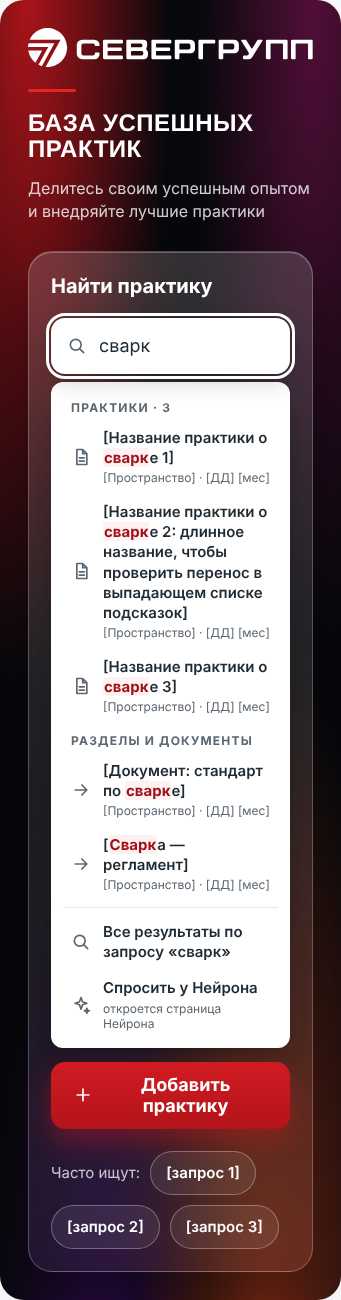 СЕВЕРГРУПП
БАЗА УСПЕШНЫХ
ПРАКТИК
Делитесь своим успешным опытом
и внедряйте лучшие практики
Найти практику
сварк
ПРАКТИКИ · 3
[Название практики о
сварке 1]
[Пространство] · [ДД] [мес]
[Название практики о
сварке 2: длинное
название, чтобы
проверить перенос в
выпадающем списке
подсказок]
[Пространство] · [ДД] [мес]
[Название практики о
сварке 3]
[Пространство] · [ДД] [мес]
РАЗДЕЛЫ И ДОКУМЕНТЫ
[Документ: стандарт
по сварке]
[Пространство] · [ДД] [мес]
[Сварка —
регламент]
[Пространство] · [ДД] [мес]
Все результаты по
запросу «сварк»
Спросить у Нейрона
откроется страница
Нейрона
Добавить
практику
Часто ищут: [запрос 1]
[запрос 2] [запрос 3]